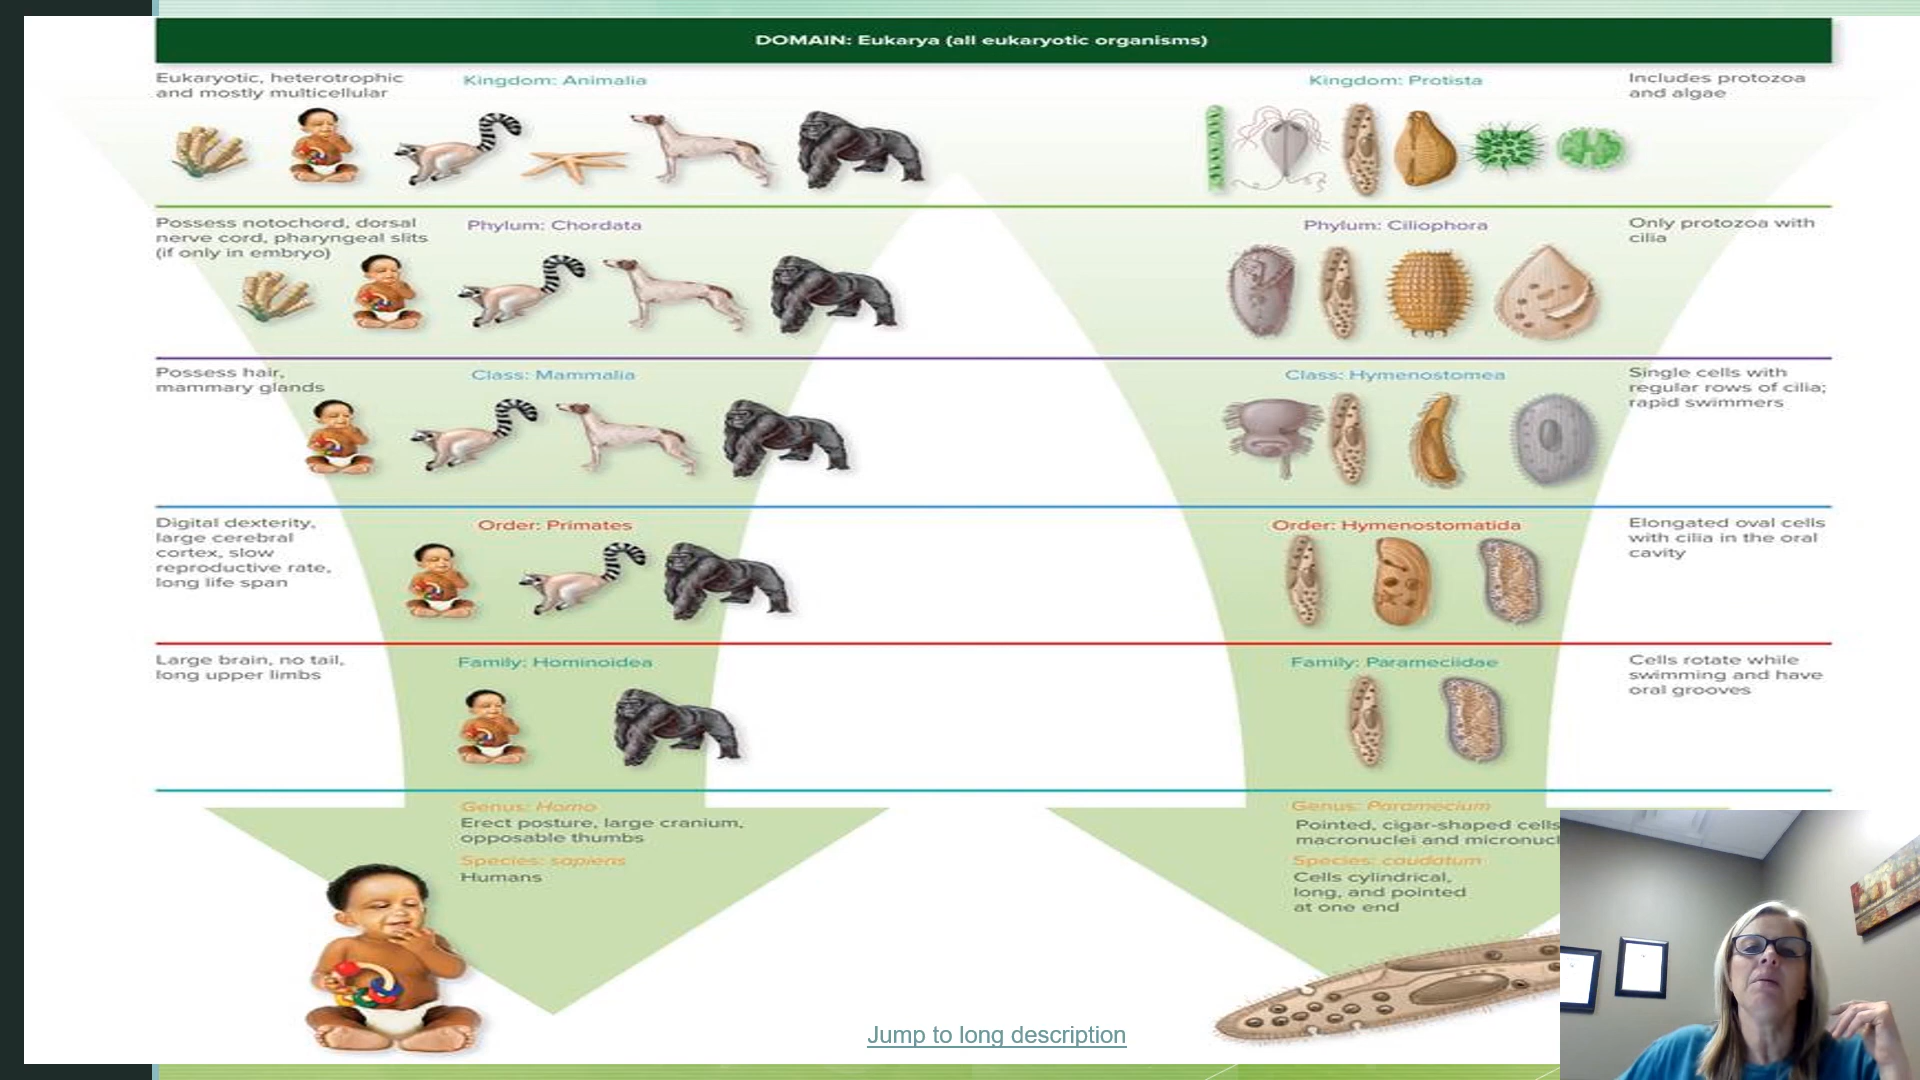 DOMAIN: Eukarya (all eukaryotic organisms)
Eukaryotic, heterotrophic
and mostly multicellular
Kingdom: Animalia
Kingdom: Protista
Includes protozoa
and algae
Possess notochord, dorsal
nerve cord, pharyngeal slits
(if only in embryo)
Phylum: Chordata
Phylum: Ciliophora
Only protozoa with
cilia
Possess hair,
mammary glands
Class: Mammalia
Class: Hymenostomea
Single cells with
regular rows of cilia;
rapid swimmers
Digital dexterity,
large cerebral
cortex, slow
reproductive rate,
long life span
Order: Primates
Order: Hymenostomatida
Elongated oval cells
with cilia in the oral
cavity
Large brain, no tail,
long upper limbs
Family: Hominoidea
Family: Parameciidae
Cells rotate while
swimming and have
oral grooves
Genus: Homo
Erect posture, large cranium,
opposable thumbs
Species: sapiens
Humans
Genus: Paramecium
Pointed, cigar-shaped cells
macronuclei and micronucl
Species: caudatum
Cells cylindrical,
long, and pointed
at one end
Jump to long description